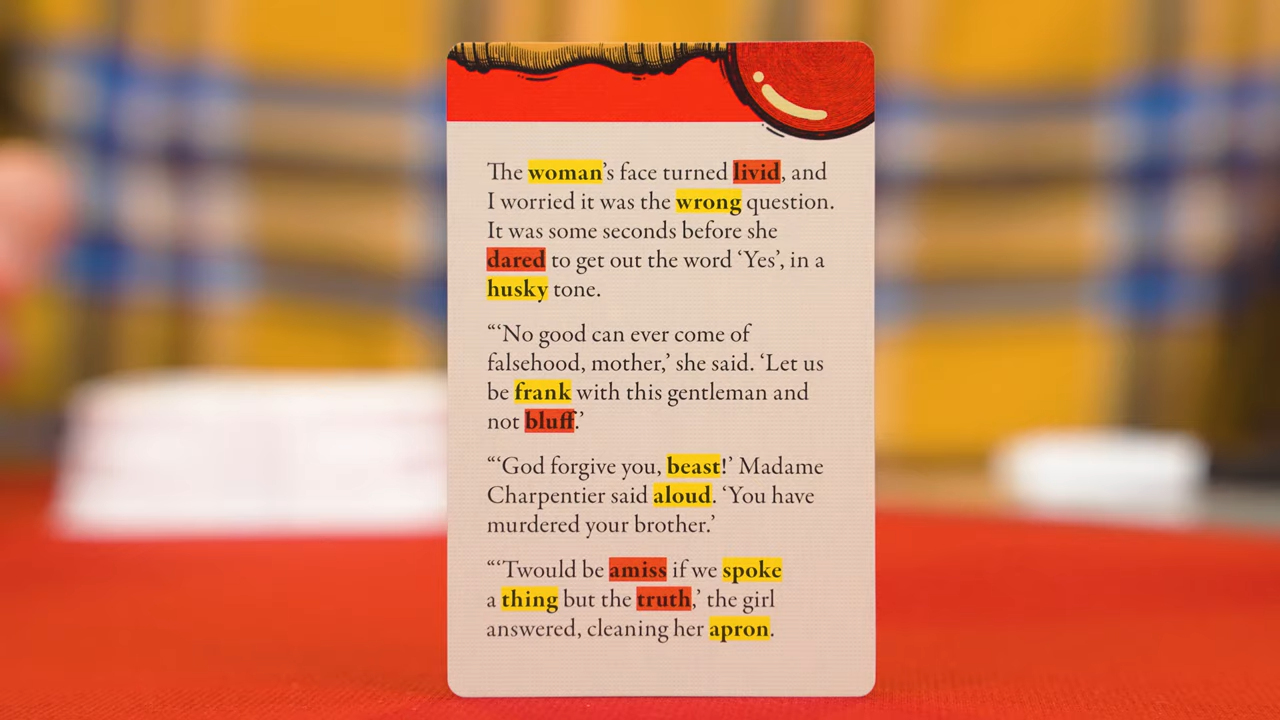 The woman's face turned livid, and
I worried it was the wrong question.
It was some seconds before she
dared to get out the word ‘Yes’, in a
husky tone.
“‘No good can ever come of
falsehood, mother,’ she said. ‘Let us
be frank with this gentleman and
not bluff.’
“‘God forgive you, beast!’ Madame
Charpentier said aloud. ‘You have
murdered your brother.’
“‘Twould be amiss if we spoke
a thing but the truth,’ the girl
answered, cleaning her apron.